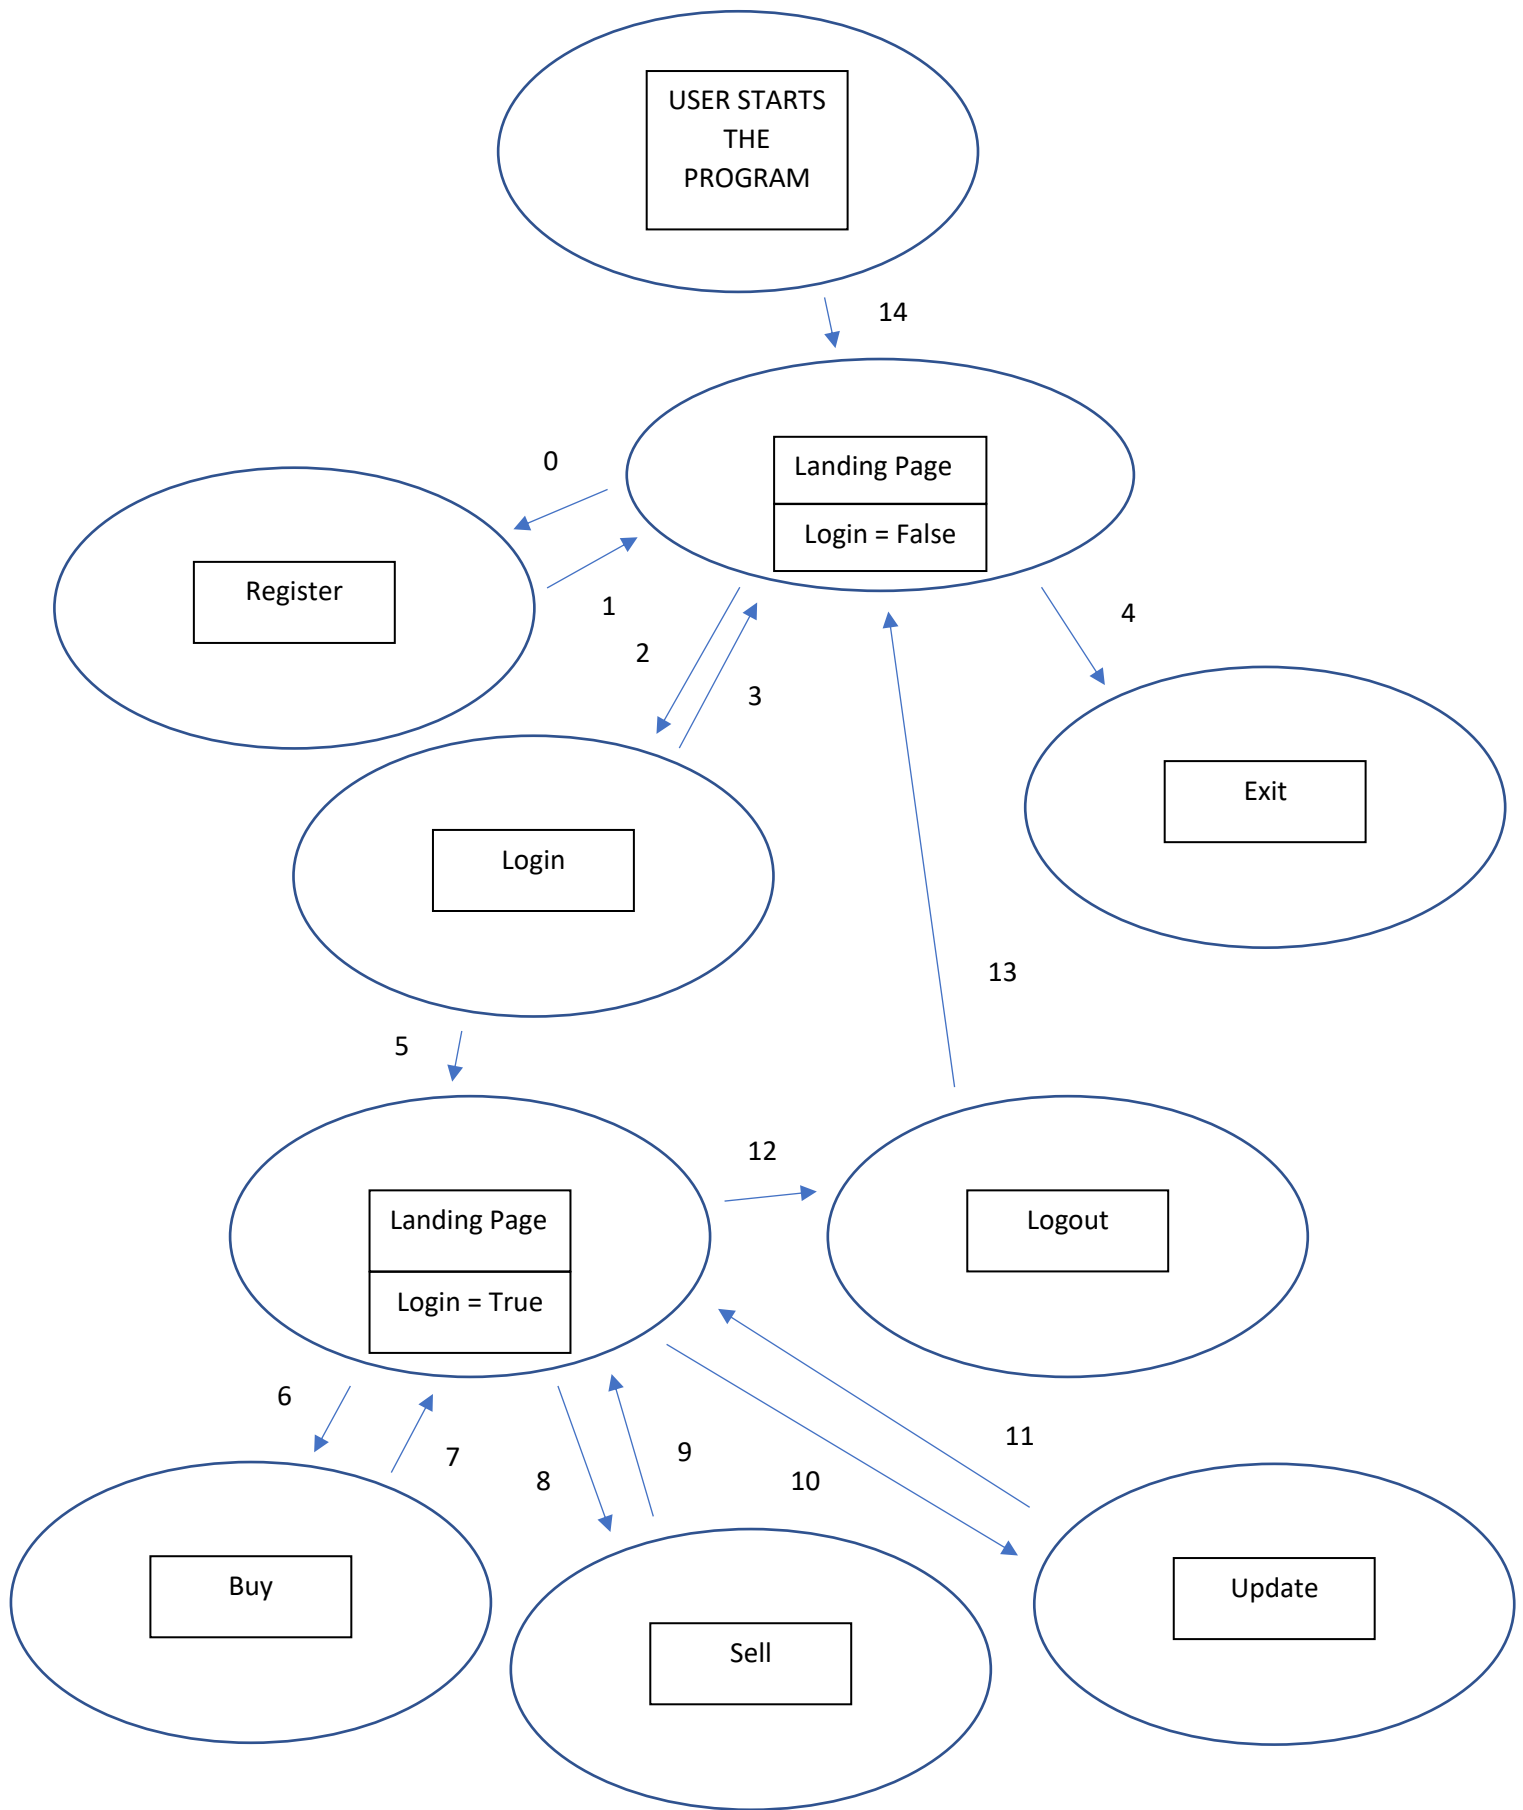 USER STARTS
THE
PROGRAM
14
0
Landing Page
Login = False
Register
1
2
3
4
Login
Exit
13
5
12
Landing Page
Login = True
Logout
6
7
8
9
10
11
Buy
Sell
Update